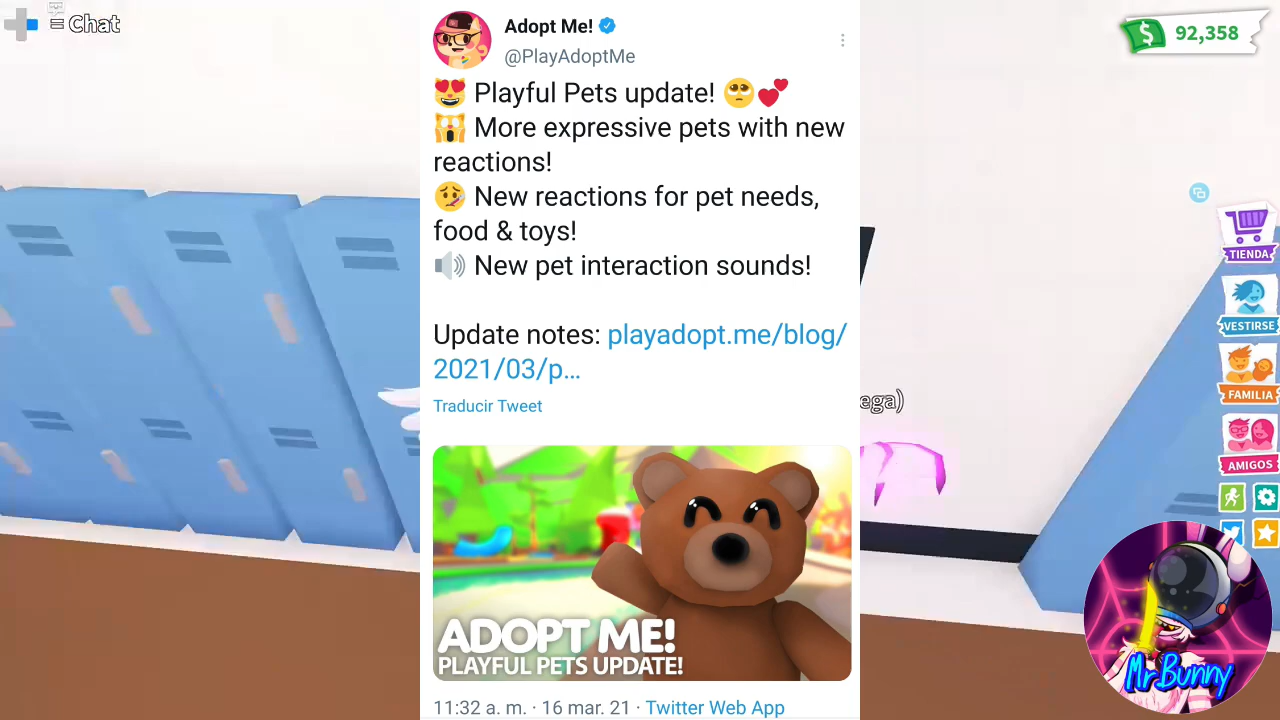 = Chat
92,358
Adopt Me!
@PlayAdoptMe
😻 Playful Pets update! 🥺💕
🙀 More expressive pets with new
reactions!
🤒 New reactions for pet needs,
food & toys!
🔊 New pet interaction sounds!
Update notes: playadopt.me/blog/
2021/03/p...
Traducir Tweet
ADOPT ME!
PLAYFUL PETS UPDATE!
11:32 a. m. · 16 mar. 21 · Twitter Web App
ega)
TIENDA
VESTIRSE
FAMILIA
AMIGOS
MrBunny